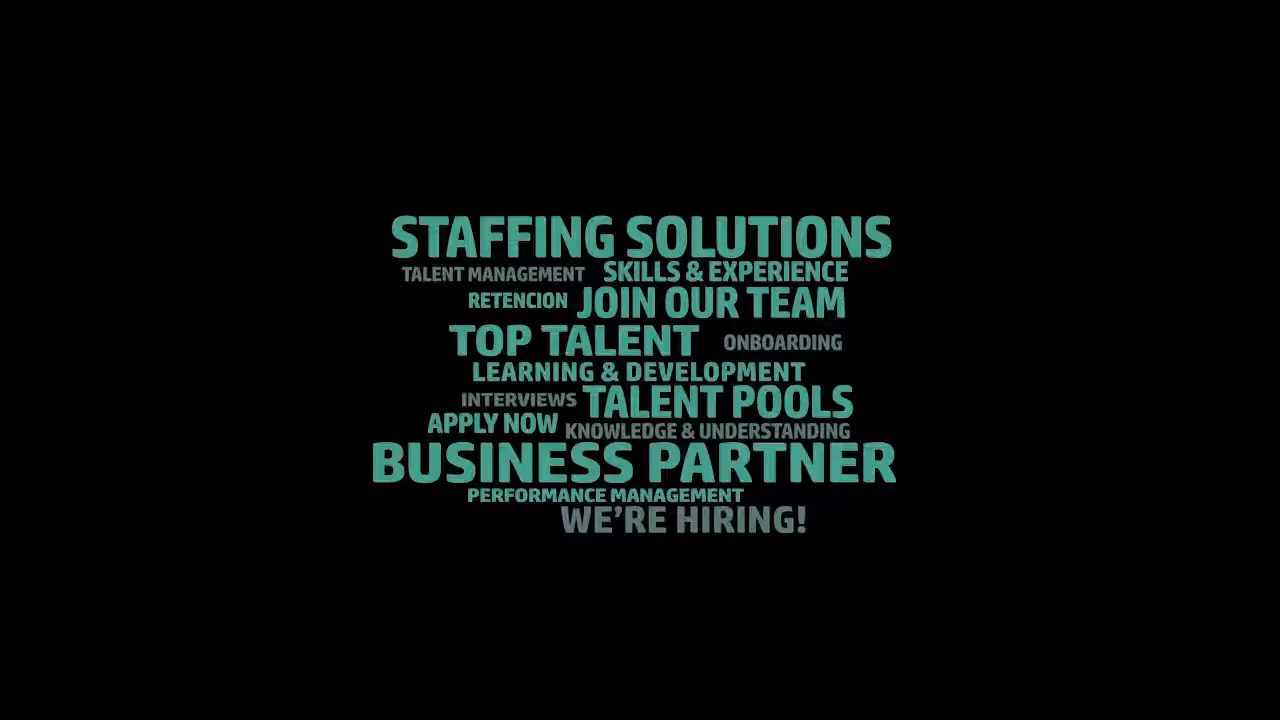 STAFFING SOLUTIONS
TALENT MANAGEMENT SKILLS & EXPERIENCE
RETENCION JOIN OUR TEAM
TOP TALENT ONBOARDING
LEARNING & DEVELOPMENT
INTERVIEWS TALENT POOLS
APPLY NOW KNOWLEDGE & UNDERSTANDING
BUSINESS PARTNER
PERFORMANCE MANAGEMENT
WE'RE HIRING!